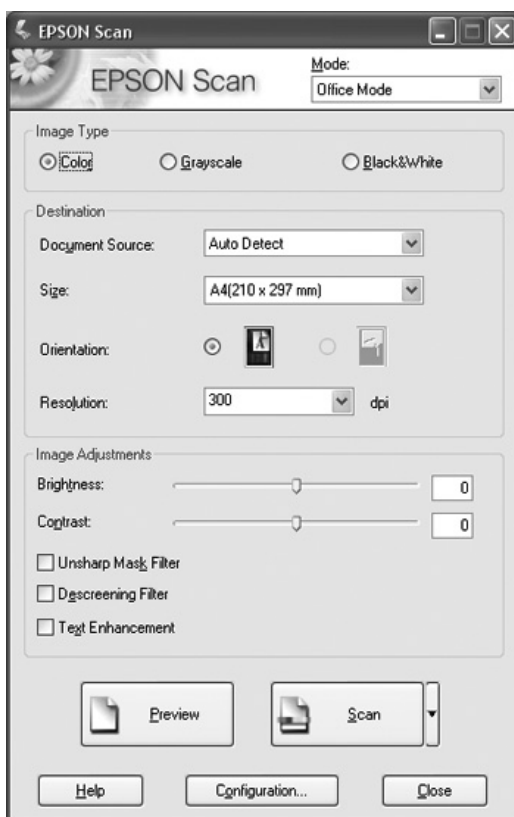 EPSON Scan
EPSON Scan
Mode:
Office Mode
Image Type
Color Grayscale Black&White
Destination
Document Source: Auto Detect
Size: A4(210 x 297 mm)
Orientation:
Resolution: 300 dpi
Image Adjustments
Brightness: 0
Contrast: 0
Unsharp Mask Filter
Descreening Filter
Text Enhancement
Preview Scan
Help Configuration... Close